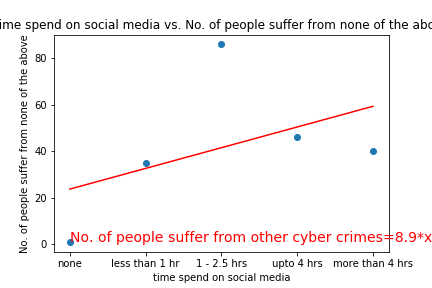 ime spend on social media vs. No. of people suffer from none of the abo
No. of people suffer from none of the above
80
60
40
20
0
No. of people suffer from other cyber crimes=8.9*x
none less than 1 hr 1 - 2.5 hrs upto 4 hrs more than 4 hrs
time spend on social media